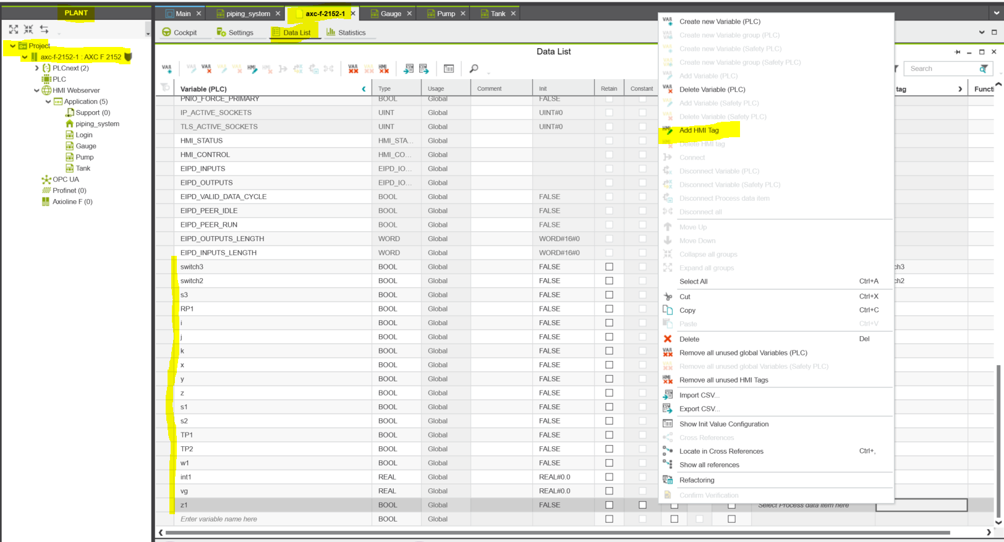 PLANT
Main
piping_system
axc-f-2152-1
Gauge
Pump
Tank
Cockpit
Settings
Data List
Statistics
Project
axc-f-2152-1 : AXC F 2152
PLCnext (2)
PLC
HMI Webserver
Application (5)
Support (0)
piping_system
Login
Gauge
Pump
Tank
OPC UA
Profinet (0)
Axioline F (0)
Data List
Search
Variable (PLC) Type Usage Comment Init Retain Constant tag Functi
PNIO_FORCE_PRIMARY BOOL Global FALSE
IP_ACTIVE_SOCKETS UINT Global UINT#0
TLS_ACTIVE_SOCKETS UINT Global UINT#0
HMI_STATUS HMI_STA... Global
HMI_CONTROL HMI_CO... Global
EIPD_INPUTS EIPD_IO... Global
EIPD_OUTPUTS EIPD_IO... Global
EIPD_VALID_DATA_CYCLE BOOL Global FALSE
EIPD_PEER_IDLE BOOL Global FALSE
EIPD_PEER_RUN BOOL Global FALSE
EIPD_OUTPUTS_LENGTH WORD Global WORD#16#0
EIPD_INPUTS_LENGTH WORD Global WORD#16#0
switch3 BOOL Global FALSE ch3
switch2 BOOL Global FALSE ch2
s3 BOOL Global FALSE
RP1 BOOL Global FALSE
i BOOL Global FALSE
j BOOL Global FALSE
k BOOL Global FALSE
x BOOL Global FALSE
y BOOL Global FALSE
z BOOL Global FALSE
s1 BOOL Global FALSE
s2 BOOL Global FALSE
TP1 BOOL Global FALSE
TP2 BOOL Global FALSE
w1 BOOL Global FALSE
int1 REAL Global REAL#0.0
vg REAL Global REAL#0.0
z1 BOOL Global FALSE Select Process data item here
Enter variable name here BOOL Global
Create new Variable (PLC)
Create new Variable group (PLC)
Create new Variable (Safety PLC)
Create new Variable group (Safety PLC)
Add Variable (PLC)
Delete Variable (PLC)
Add Variable (Safety PLC)
Delete Variable (Safety PLC)
Add HMI Tag
Delete HMI tag
Connect
Disconnect Variable (PLC)
Disconnect Variable (Safety PLC)
Disconnect Process data item
Disconnect all
Move Up
Move Down
Collapse all groups
Expand all groups
Select All Ctrl+A
Cut Ctrl+X
Copy Ctrl+C
Paste Ctrl+V
Delete Del
Remove all unused global Variables (PLC)
Remove all unused global Variables (Safety PLC)
Remove all unused HMI Tags
Import CSV...
Export CSV...
Show Init Value Configuration
Cross References
Locate in Cross References Ctrl+,
Show all references
Refactoring
Confirm Verification